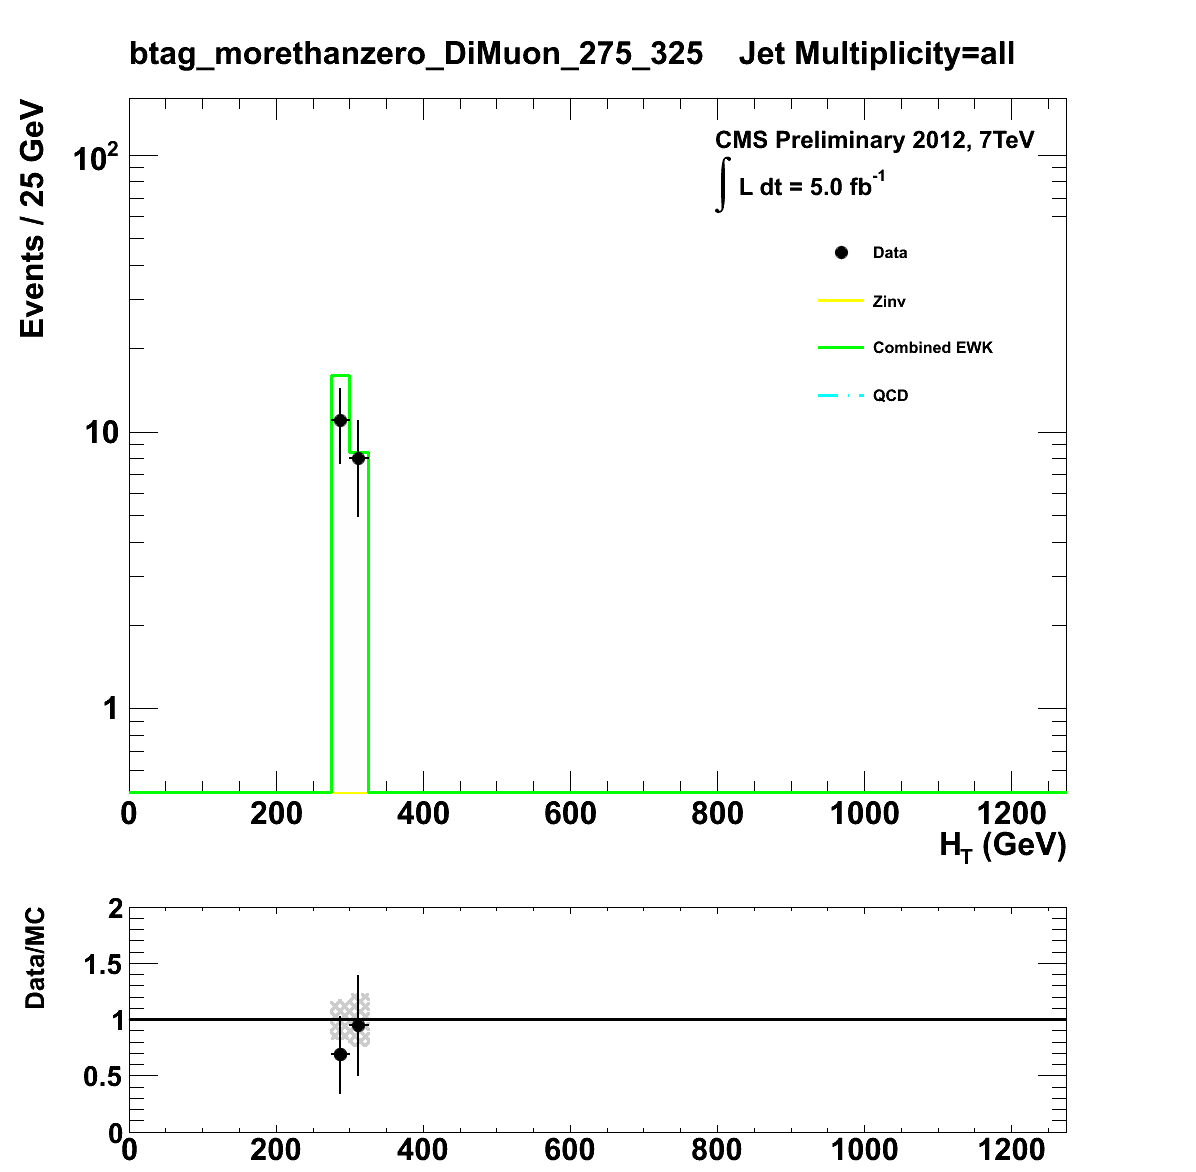 btag_morethanzero_DiMuon_275_325 Jet Multiplicity=all
Events / 25 GeV
CMS Preliminary 2012, 7TeV
∫ L dt = 5.0 fb⁻¹
Data
Zinv
Combined EWK
QCD
10²
10
1
0 200 400 600 800 1000 1200
H_T (GeV)
Data/MC
2
1.5
1
0.5
0
0 200 400 600 800 1000 1200